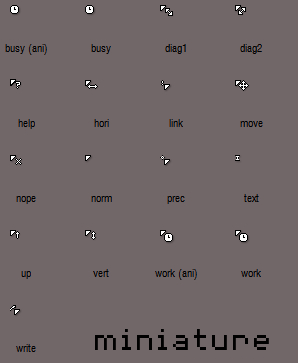 busy (ani) busy diag1 diag2
help hori link move
nope norm prec text
up vert work (ani) work
write
miniature